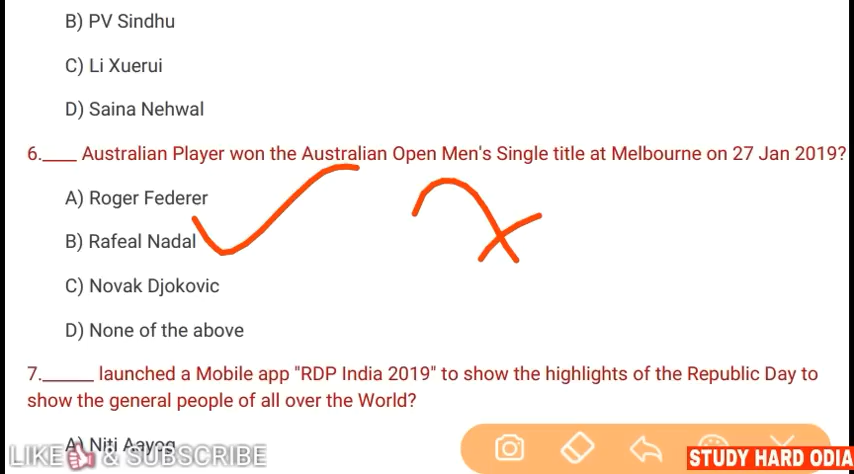 B) PV Sindhu
C) Li Xuerui
D) Saina Nehwal
6.____ Australian Player won the Australian Open Men's Single title at Melbourne on 27 Jan 2019?
A) Roger Federer
B) Rafeal Nadal
C) Novak Djokovic
D) None of the above
7.______ launched a Mobile app "RDP India 2019" to show the highlights of the Republic Day to
show the general people of all over the World?
A) Niti Aayog
LIKE & SUBSCRIBE
STUDY HARD ODIA